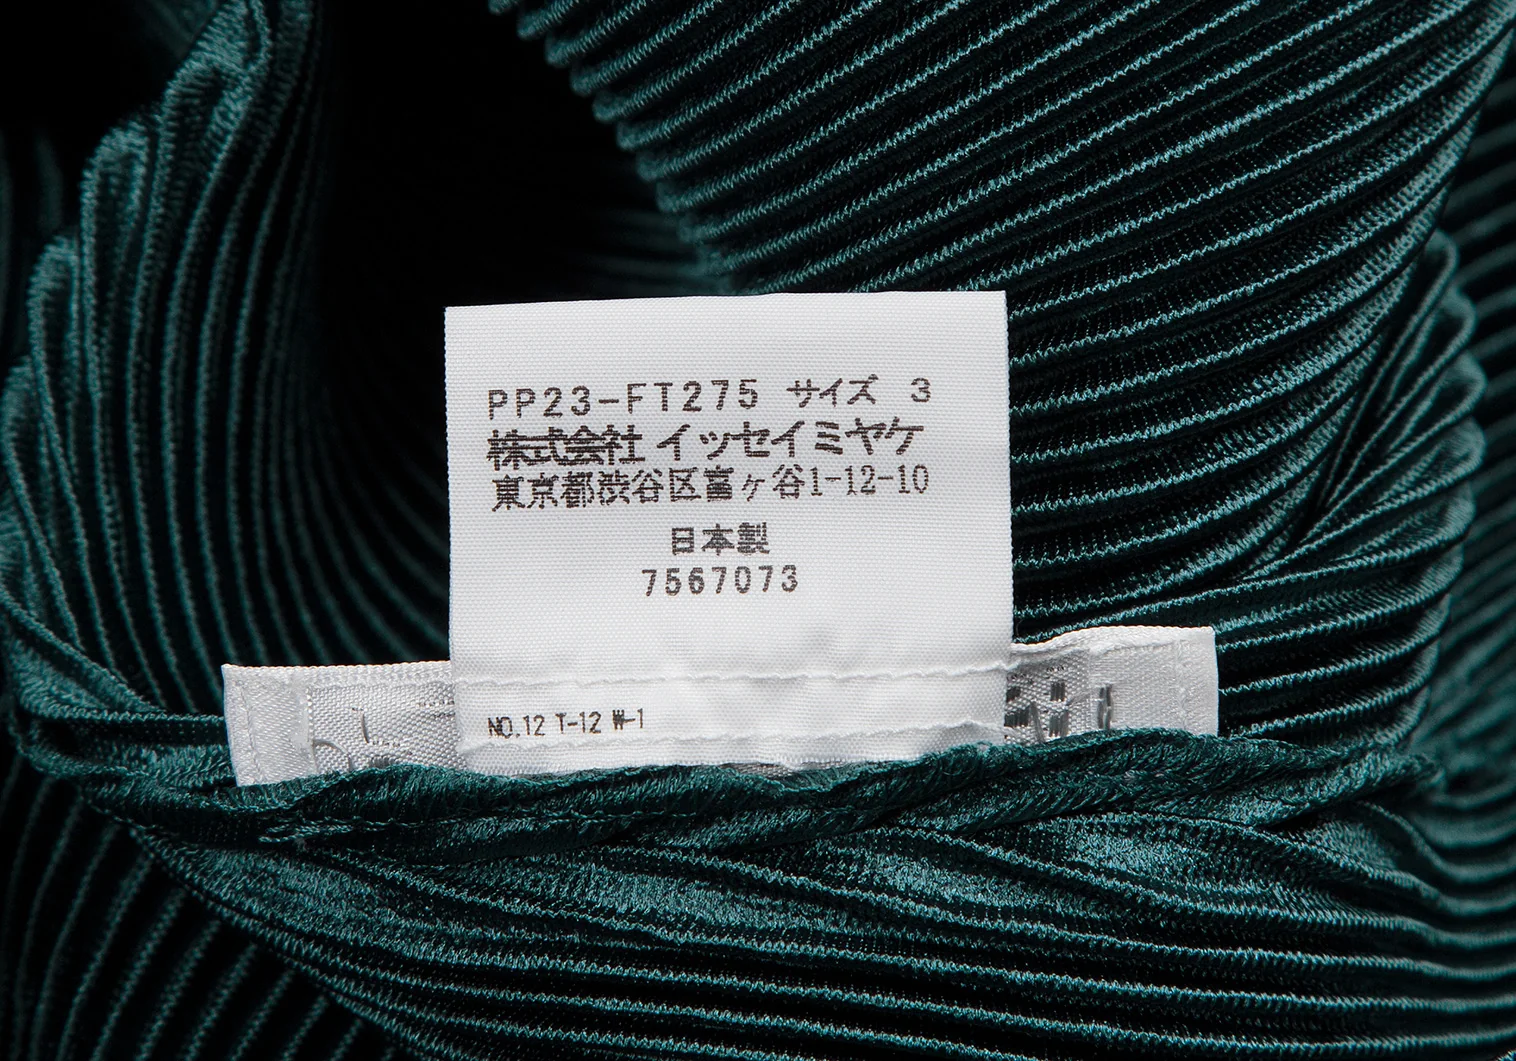 PP23-FT275 サイズ 3
株式会社 イッセイミヤケ
東京都渋谷区富ヶ谷1-12-10
日本製
7567073
NO.12 T-12 W-1